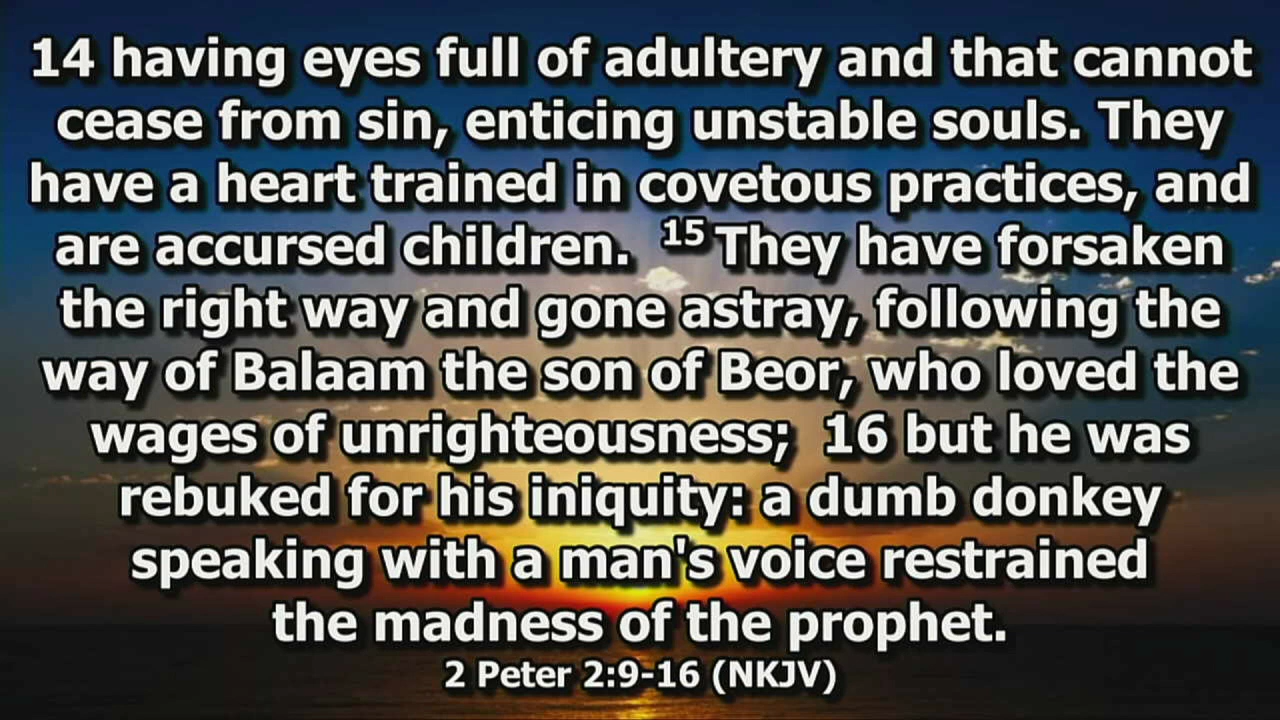 14 having eyes full of adultery and that cannot
cease from sin, enticing unstable souls. They
have a heart trained in covetous practices, and
are accursed children. 15 They have forsaken
the right way and gone astray, following the
way of Balaam the son of Beor, who loved the
wages of unrighteousness; 16 but he was
rebuked for his iniquity: a dumb donkey
speaking with a man's voice restrained
the madness of the prophet.
2 Peter 2:9-16 (NKJV)